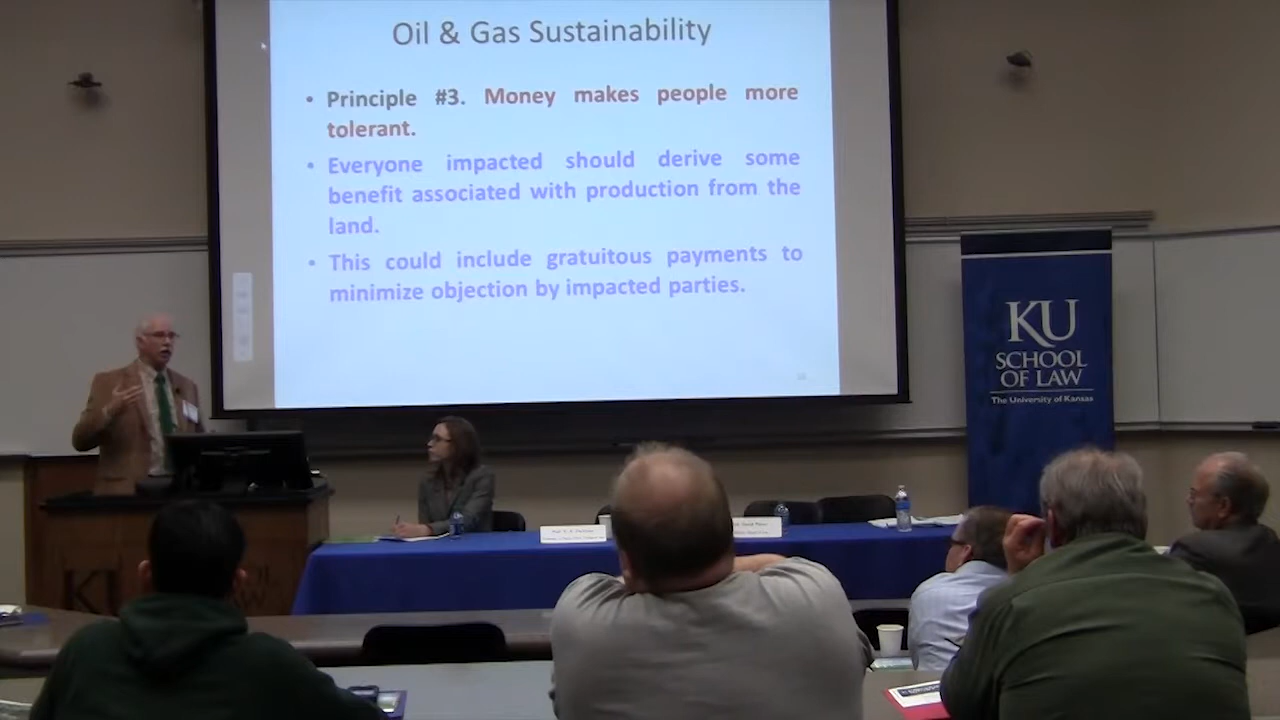 Oil & Gas Sustainability
• Principle #3. Money makes people more
tolerant.
• Everyone impacted should derive some
benefit associated with production from the
land.
• This could include gratuitous payments to
minimize objection by impacted parties.
KU
SCHOOL
OF LAW
The University of Kansas
KU